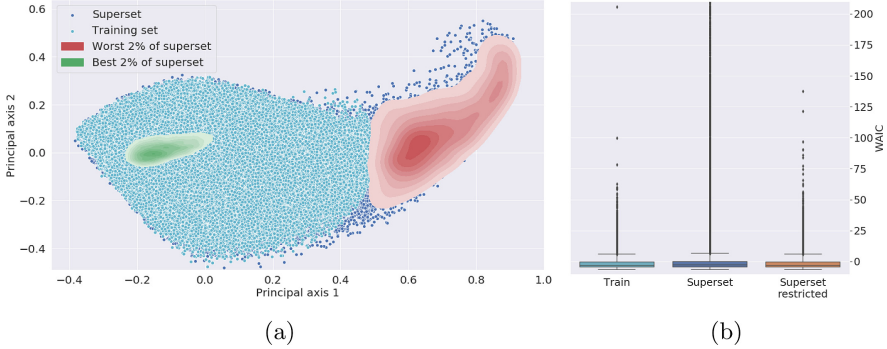 Superset
Training set
Worst 2% of superset
Best 2% of superset
0.6
0.4
0.2
0.0
−0.2
−0.4
Principal axis 2
−0.4
−0.2
0.0
0.2
0.4
0.6
0.8
1.0
Principal axis 1
(a)
200
175
150
125
100
75
50
25
0
WAIC
Train
Superset
Superset
restricted
(b)